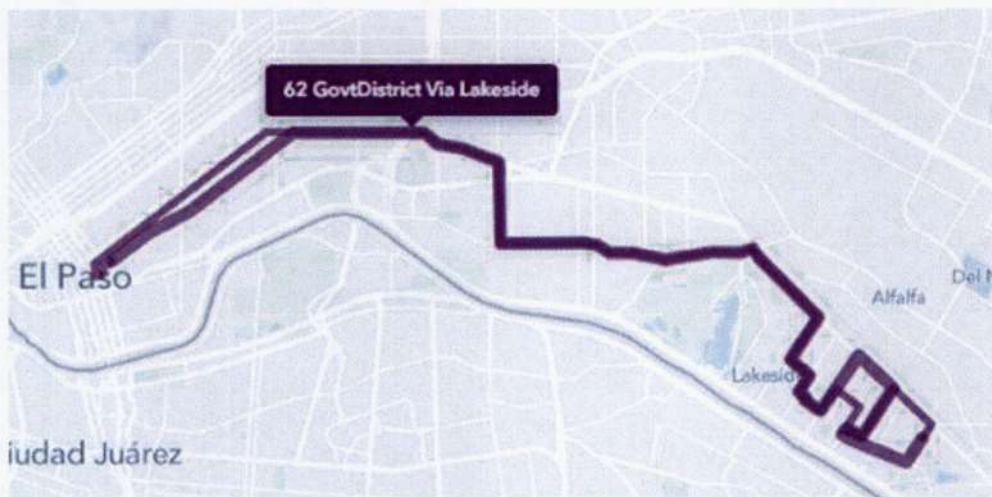 62 GovtDistrict Via Lakeside
El Paso
Del N
Alfalfa
Lakesid
iudad Juárez